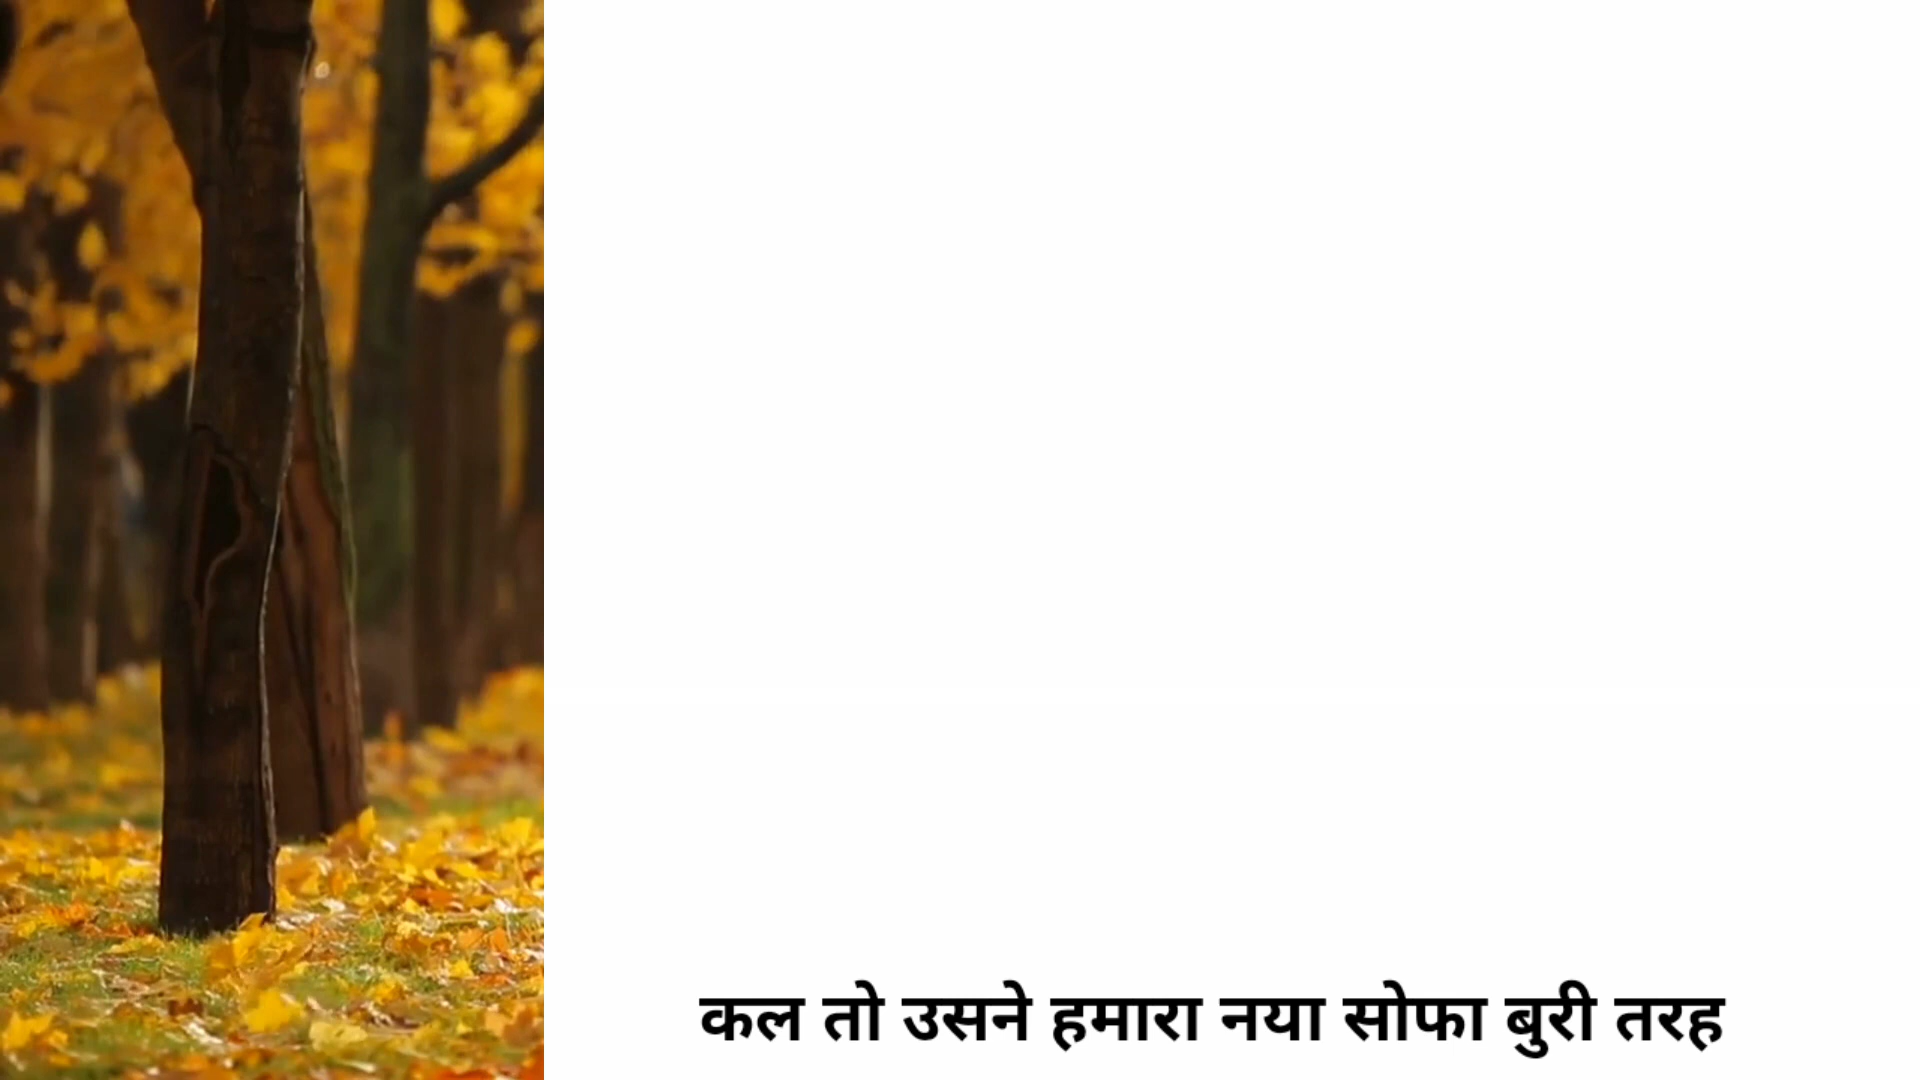 कल तो उसने हमारा नया सोफा बुरी तरह